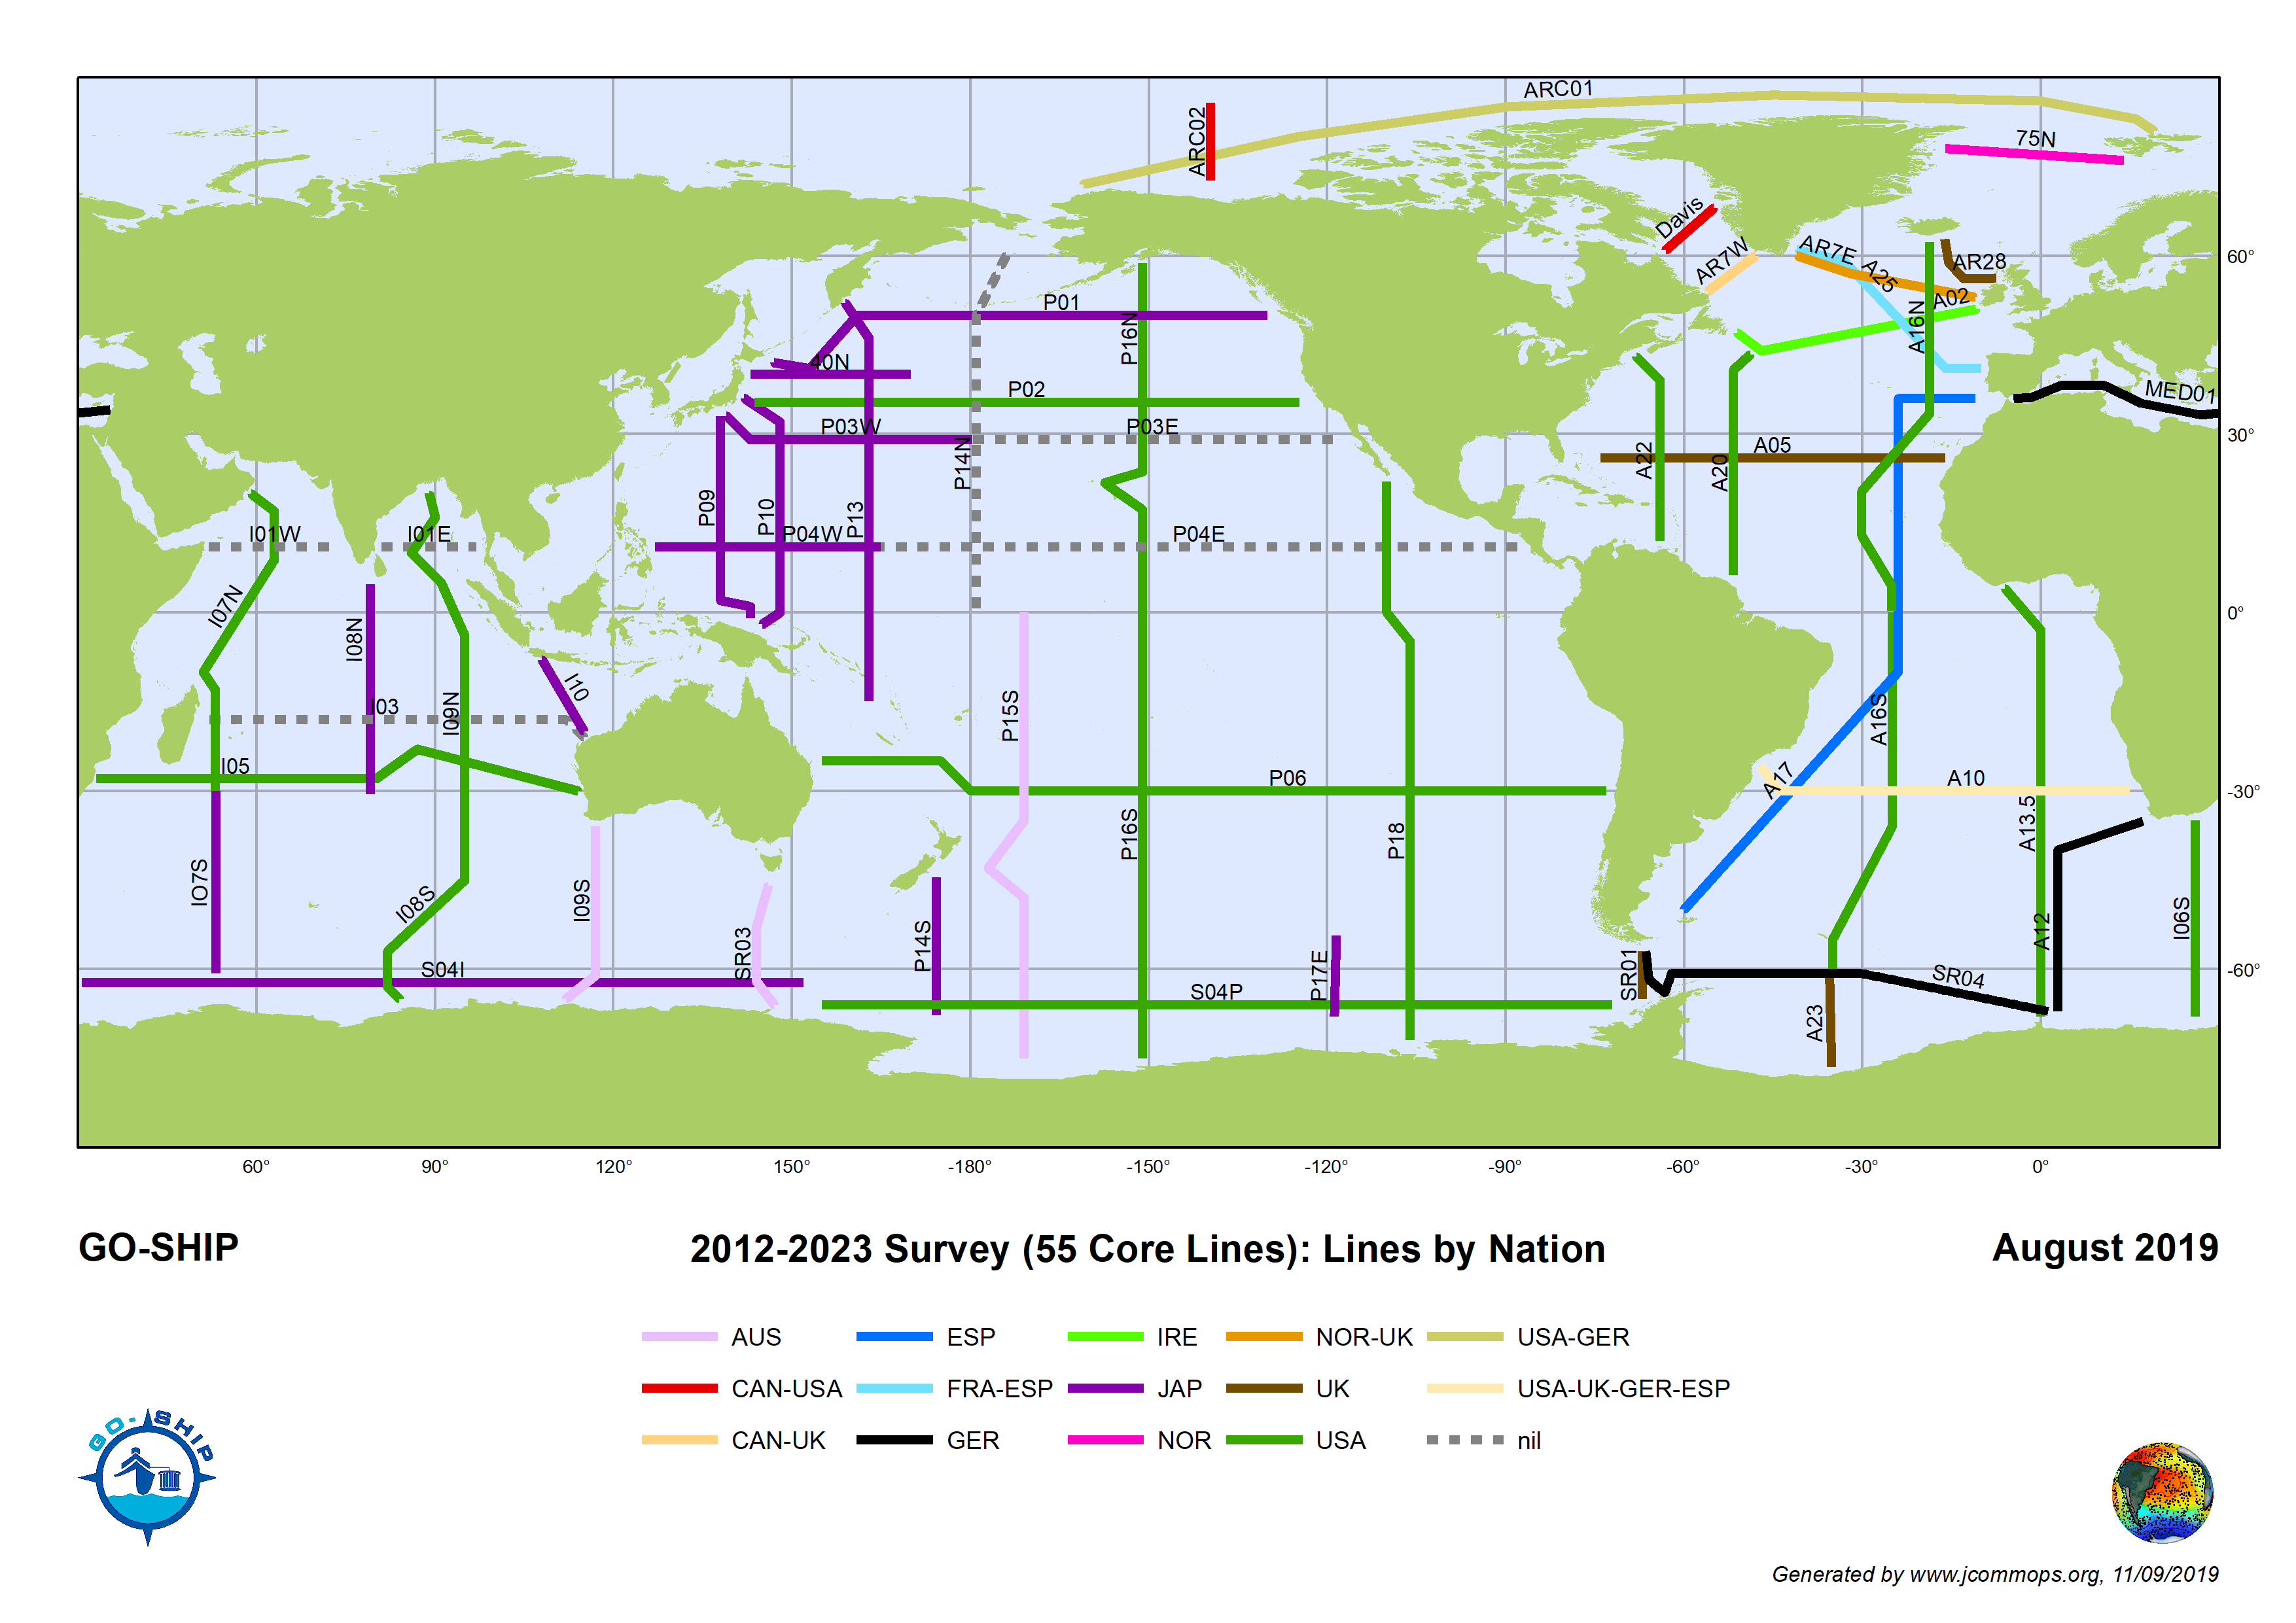 ARC01
ARC02
75N
Davis
AR7W
AR7E
A25
AR28
60°
P01
A02
P16N
A16N
40N
P02
MED01
P03W
P03E
30°
P14N
A22
A20
A05
P09
P10
P13
I01W
I01E
P04W
P04E
I07N
I08N
0°
I10
I03
I09N
P15S
A16S
I05
P06
A17
A10
-30°
P16S
P18
A13.5
IO7S
I08S
I09S
SR03
P14S
P17E
SR01
A12
I06S
S04I
S04P
SR04
-60°
A23
60° 90° 120° 150° -180° -150° -120° -90° -60° -30° 0°
GO-SHIP 2012-2023 Survey (55 Core Lines): Lines by Nation August 2019
AUS ESP IRE NOR-UK USA-GER
CAN-USA FRA-ESP JAP UK USA-UK-GER-ESP
CAN-UK GER NOR USA nil
GO-SHIP
Generated by www.jcommops.org, 11/09/2019